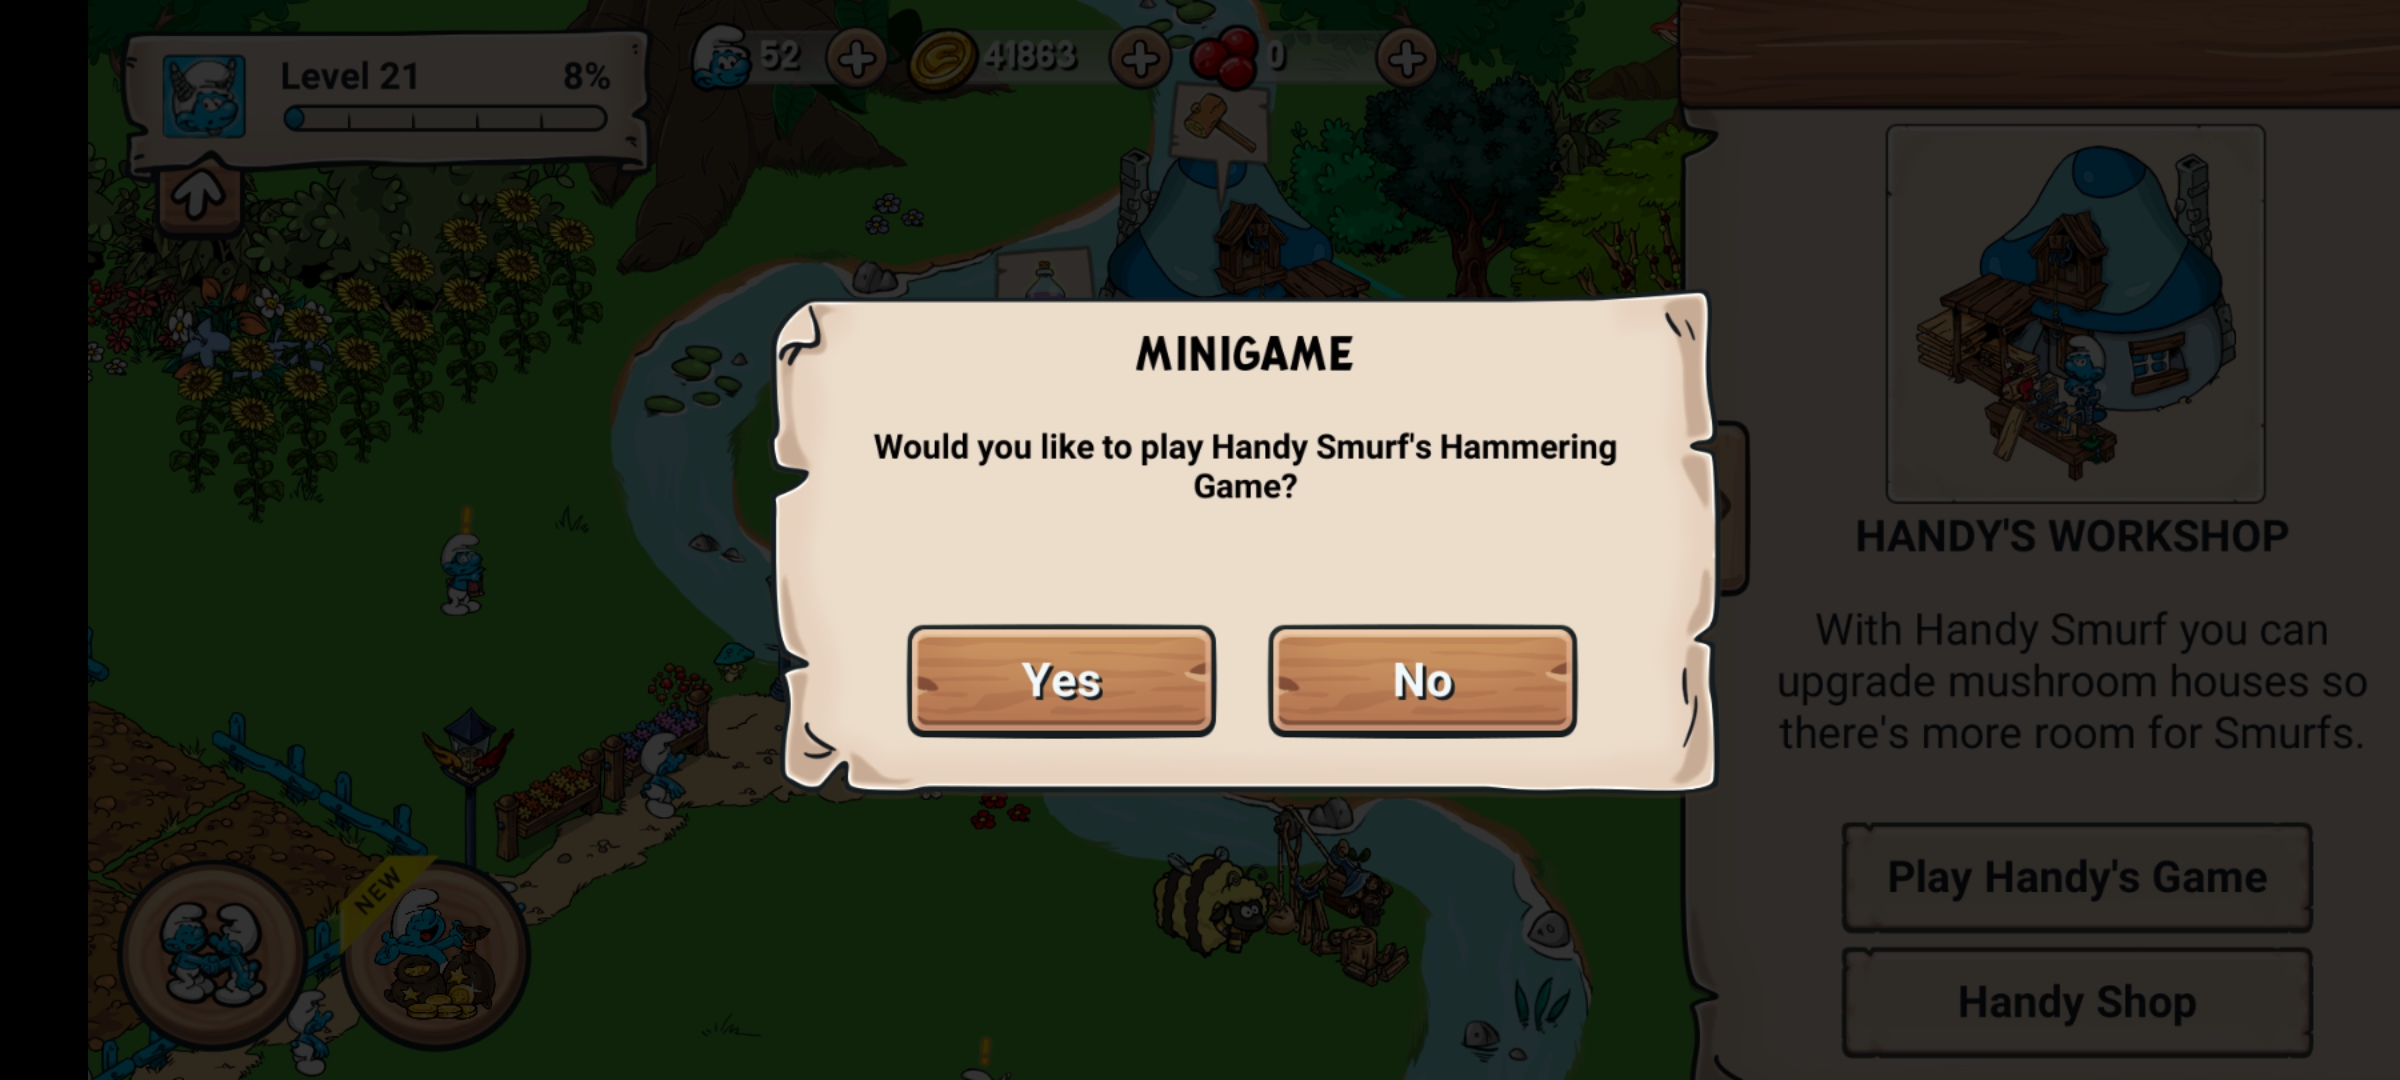 Level 21
8%
52
41863
0
MINIGAME
Would you like to play Handy Smurf's Hammering
Game?
Yes
No
HANDY'S WORKSHOP
With Handy Smurf you can
upgrade mushroom houses so
there's more room for Smurfs.
Play Handy's Game
Handy Shop
NEW